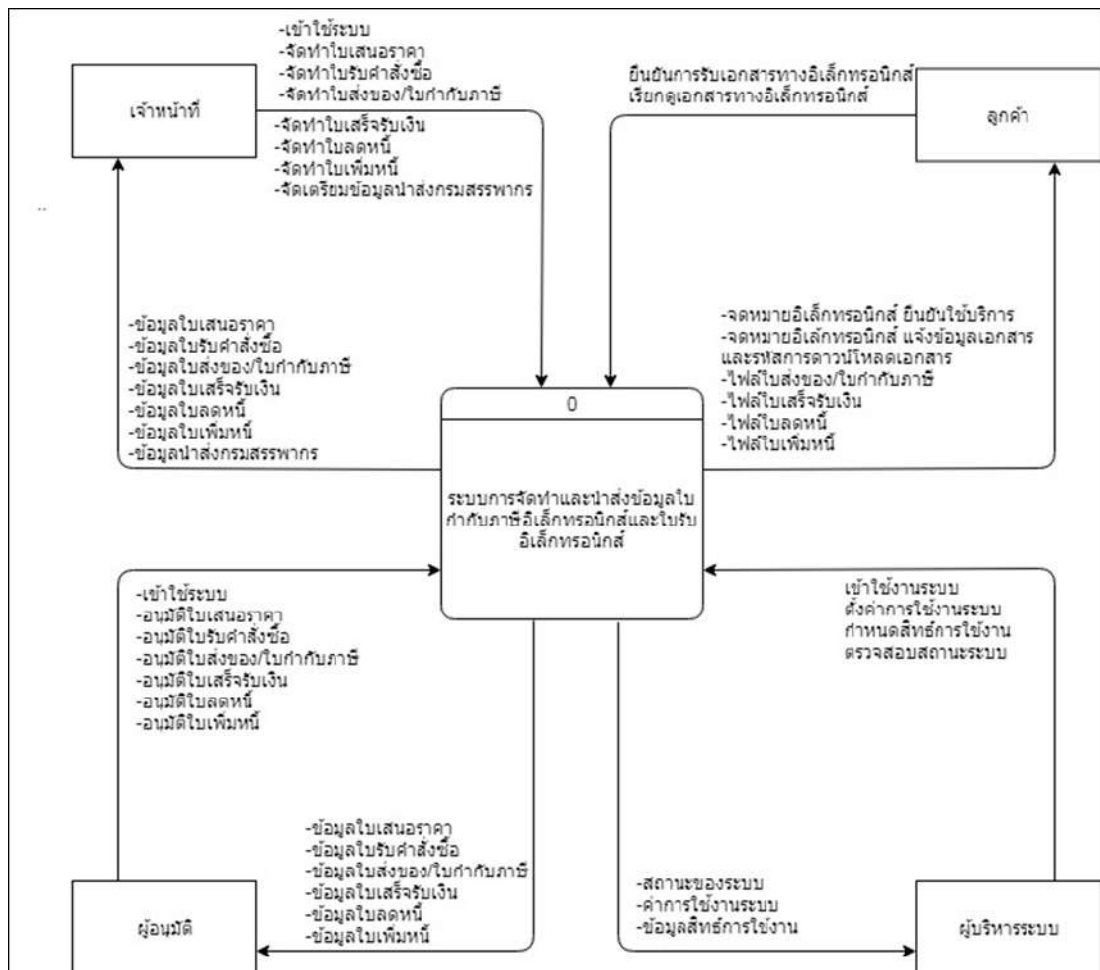 -เข้าใช้ระบบ
-จัดทำใบเสนอราคา
-จัดทำใบรับคำสั่งซื้อ
-จัดทำใบส่งของ/ใบกำกับภาษี
เจ้าหน้าที่
-จัดทำใบเสร็จรับเงิน
-จัดทำใบลดหนี้
-จัดทำใบเพิ่มหนี้
-จัดเตรียมข้อมูลนำส่งกรมสรรพากร
ยืนยันการรับเอกสารทางอิเล็กทรอนิกส์
เรียกดูเอกสารทางอิเล็กทรอนิกส์
ลูกค้า
..
-ข้อมูลใบเสนอราคา
-ข้อมูลใบรับคำสั่งซื้อ
-ข้อมูลใบส่งของ/ใบกำกับภาษี
-ข้อมูลใบเสร็จรับเงิน
-ข้อมูลใบลดหนี้
-ข้อมูลใบเพิ่มหนี้
-ข้อมูลนำส่งกรมสรรพากร
-จดหมายอิเล็กทรอนิกส์ ยืนยันใช้บริการ
-จดหมายอิเล้กทรอนิกส์ แจ้งข้อมูลเอกสาร
และรหัสการดาวน์โหลดเอกสาร
-ไฟล์ใบส่งของ/ใบกำกับภาษี
-ไฟล์ใบเสร็จรับเงิน
-ไฟล์ใบลดหนี้
-ไฟล์ใบเพิ่มหนี้
0
ระบบการจัดทำและนำส่งข้อมูลใบ
กำกับภาษีอิเล็กทรอนิกส์และใบรับ
อิเล็กทรอนิกส์
-เข้าใช้ระบบ
-อนุมัติใบเสนอราคา
-อนุมัติใบรับคำสั่งซื้อ
-อนุมัติใบส่งของ/ใบกำกับภาษี
-อนุมัติใบเสร็จรับเงิน
-อนุมัติใบลดหนี้
-อนุมัติใบเพิ่มหนี้
เข้าใช้งานระบบ
ตั้งค่าการใช้งานระบบ
กำหนดสิทธ์การใช้งาน
ตรวจสอบสถานะระบบ
-ข้อมูลใบเสนอราคา
-ข้อมูลใบรับคำสั่งซื้อ
-ข้อมูลใบส่งของ/ใบกำกับภาษี
-ข้อมูลใบเสร็จรับเงิน
-ข้อมูลใบลดหนี้
-ข้อมูลใบเพิ่มหนี้
ผู้อนุมัติ
-สถานะของระบบ
-ค่าการใช้งานระบบ
-ข้อมูลสิทธ์การใช้งาน
ผู้บริหารระบบ